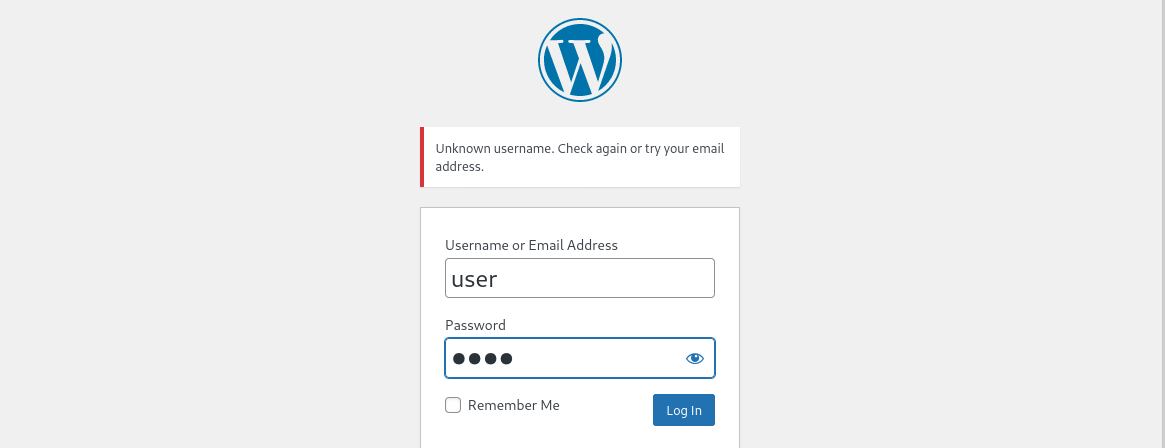 Unknown username. Check again or try your email
address.
Username or Email Address
user
Password
Remember Me
Log In